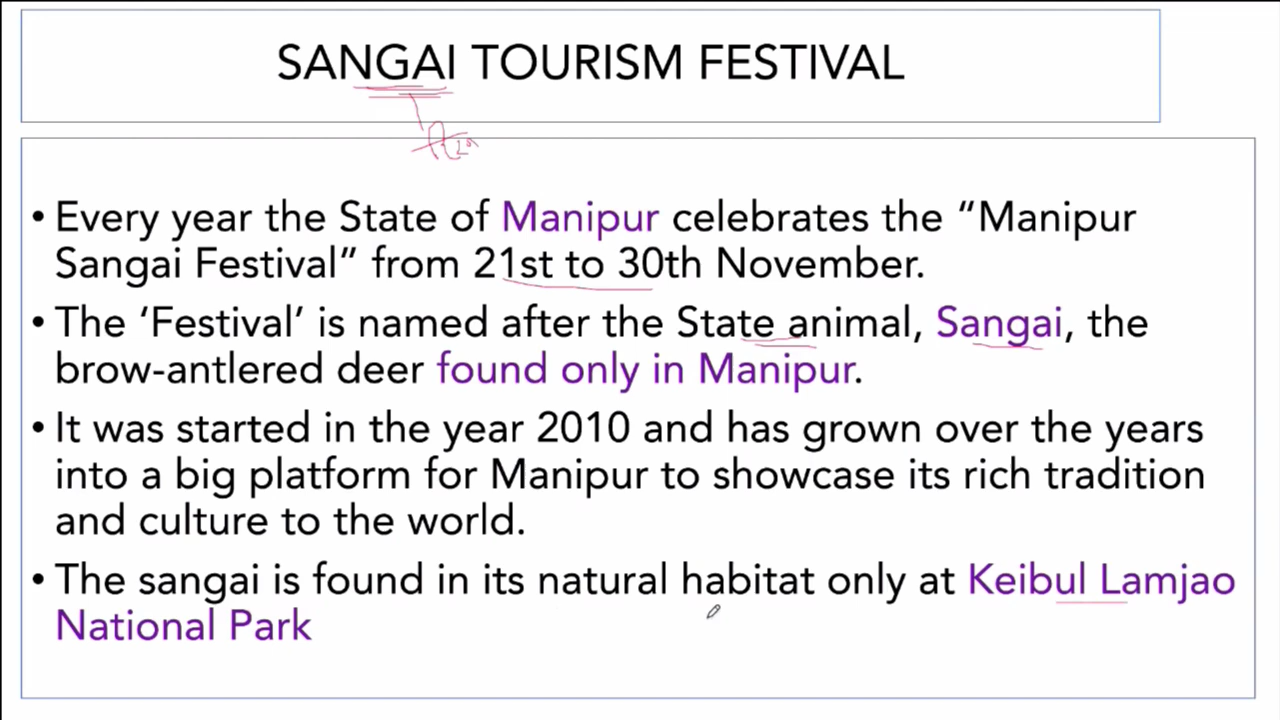 SANGAI TOURISM FESTIVAL
• Every year the State of Manipur celebrates the “Manipur
Sangai Festival” from 21st to 30th November.
• The ‘Festival’ is named after the State animal, Sangai, the
brow-antlered deer found only in Manipur.
• It was started in the year 2010 and has grown over the years
into a big platform for Manipur to showcase its rich tradition
and culture to the world.
• The sangai is found in its natural habitat only at Keibul Lamjao
National Park